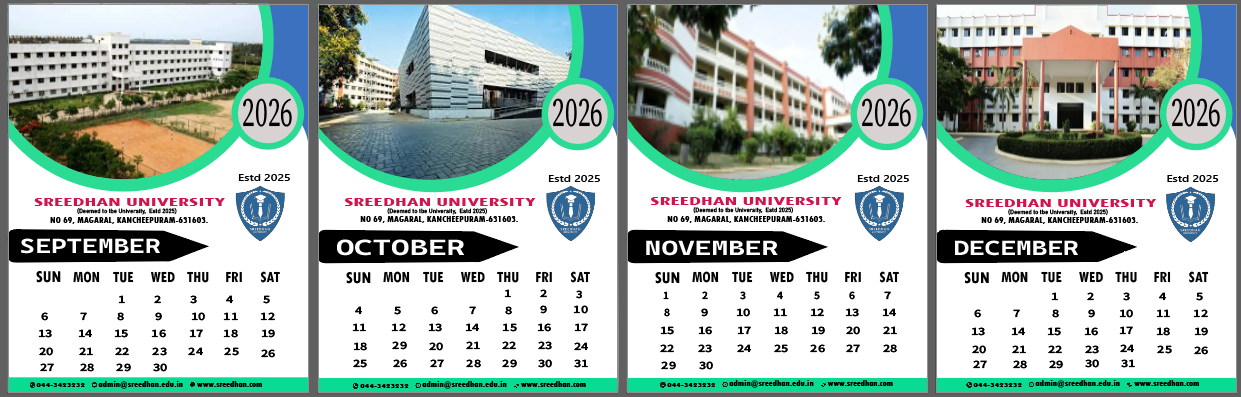 2026
Estd 2025
SREEDHAN UNIVERSITY
(Deemed to the University, Estd 2025)
NO 69, MAGARAL, KANCHEEPURAM-631603.
SREEDHAN
SEPTEMBER
SUN MON TUE WED THU FRI SAT
1 2 3 4 5
6 7 8 9 10 11 12
13 14 15 16 17 18 19
20 21 22 23 24 25 26
27 28 29 30
044-3423232 admin@sreedhan.edu.in www.sreedhan.com
2026
Estd 2025
SREEDHAN UNIVERSITY
(Deemed to the University, Estd 2025)
NO 69, MAGARAL, KANCHEEPURAM-631603.
SREEDHAN
OCTOBER
SUN MON TUE WED THU FRI SAT
1 2 3
4 5 6 7 8 9 10
11 12 13 14 15 16 17
18 29 20 21 22 23 24
25 26 27 28 29 30 31
044-3423232 admin@sreedhan.edu.in www.sreedhan.com
2026
Estd 2025
SREEDHAN UNIVERSITY
(Deemed to the University, Estd 2025)
NO 69, MAGARAL, KANCHEEPURAM-631603.
SREEDHAN
NOVEMBER
SUN MON TUE WED THU FRI SAT
1 2 3 4 5 6 7
8 9 10 11 12 13 14
15 16 17 18 19 20 21
22 23 24 25 26 27 28
29 30
044-3423232 admin@sreedhan.edu.in www.sreedhan.com
2026
Estd 2025
SREEDHAN UNIVERSITY
(Deemed to the University, Estd 2025)
NO 69, MAGARAL, KANCHEEPURAM-631603.
SREEDHAN
DECEMBER
SUN MON TUE WED THU FRI SAT
1 2 3 4 5
6 7 8 9 10 11 12
13 14 15 16 17 18 19
20 21 22 23 24 25 26
27 28 29 30 31
044-3423232 admin@sreedhan.edu.in www.sreedhan.com